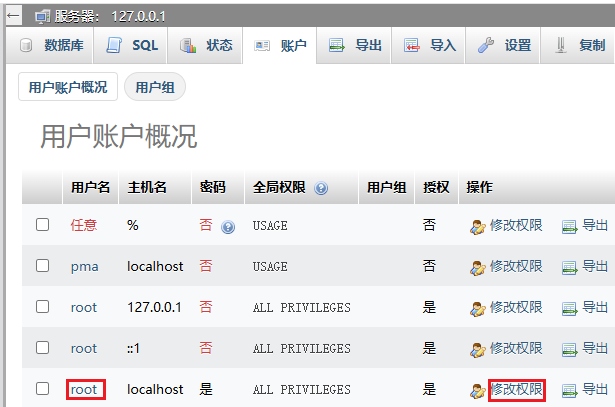 服务器： 127.0.0.1
数据库 SQL 状态 账户 导出 导入 设置 复制
用户账户概况 用户组
用户账户概况
用户名 主机名 密码 全局权限 用户组 授权 操作
任意 % 否 USAGE 否 修改权限 导出
pma localhost 否 USAGE 否 修改权限 导出
root 127.0.0.1 否 ALL PRIVILEGES 是 修改权限 导出
root ::1 否 ALL PRIVILEGES 是 修改权限 导出
root localhost 是 ALL PRIVILEGES 是 修改权限 导出